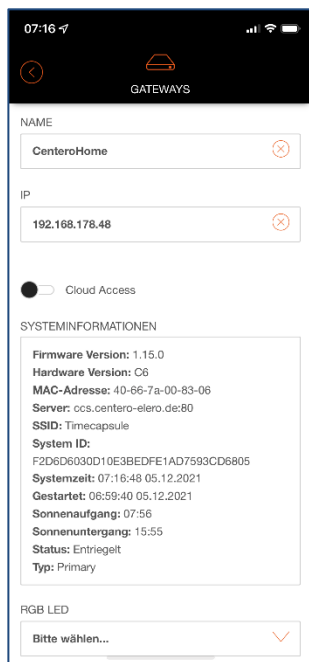 07:16
GATEWAYS
NAME
CenteroHome
IP
192.168.178.48
Cloud Access
SYSTEMINFORMATIONEN
Firmware Version: 1.15.0
Hardware Version: C6
MAC-Adresse: 40-66-7a-00-83-06
Server: ccs.centero-elero.de:80
SSID: Timecapsule
System ID:
F2D6D6030D10E3BEDFE1AD7593CD6805
Systemzeit: 07:16:48 05.12.2021
Gestartet: 06:59:40 05.12.2021
Sonnenaufgang: 07:56
Sonnenuntergang: 15:55
Status: Entriegelt
Typ: Primary
RGB LED
Bitte wählen...